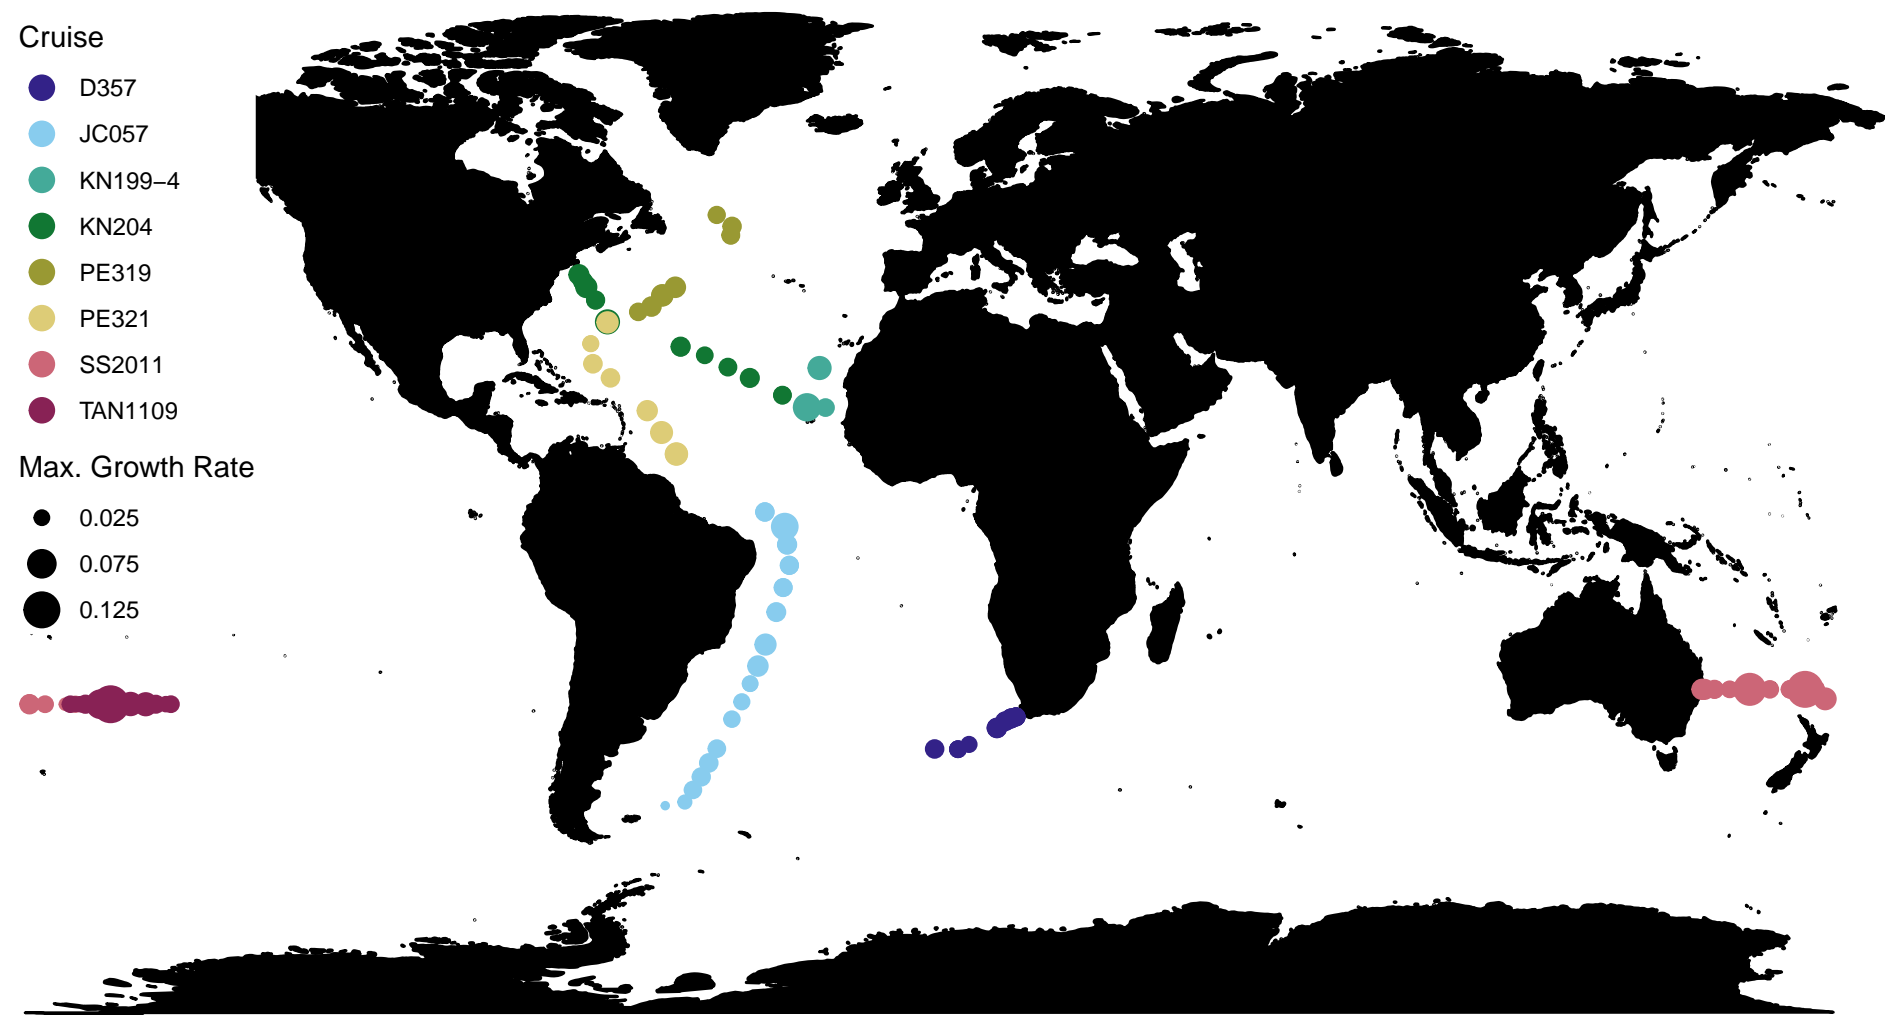 Cruise
D357
JC057
KN199−4
KN204
PE319
PE321
SS2011
TAN1109
Max. Growth Rate
0.025
0.075
0.125